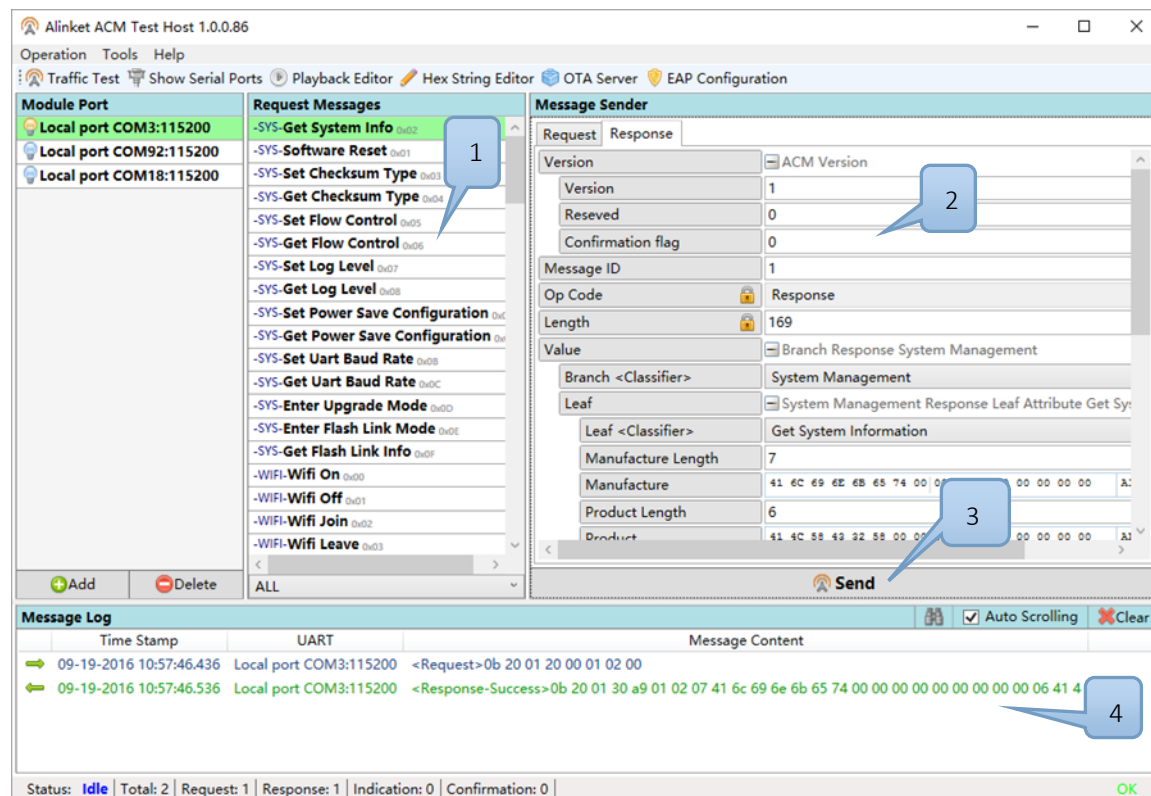 Alinket ACM Test Host 1.0.0.86
Operation Tools Help
Traffic Test Show Serial Ports Playback Editor Hex String Editor OTA Server EAP Configuration
Module Port
Local port COM3:115200
Local port COM92:115200
Local port COM18:115200
Add Delete
Request Messages
-SYS-Get System Info 0x02
-SYS-Software Reset 0x01
-SYS-Set Checksum Type 0x03
-SYS-Get Checksum Type 0x04
-SYS-Set Flow Control 0x05
-SYS-Get Flow Control 0x06
-SYS-Set Log Level 0x07
-SYS-Get Log Level 0x08
-SYS-Set Power Save Configuration
-SYS-Get Power Save Configuration
-SYS-Set Uart Baud Rate 0x0B
-SYS-Get Uart Baud Rate 0x0C
-SYS-Enter Upgrade Mode 0x0D
-SYS-Enter Flash Link Mode 0x0E
-SYS-Get Flash Link Info 0x0F
-WIFI-Wifi On 0x00
-WIFI-Wifi Off 0x01
-WIFI-Wifi Join 0x02
-WIFI-Wifi Leave 0x03
ALL
1
Message Sender
Request Response
Version ACM Version
Version 1
Reseved 0
Confirmation flag 0
Message ID 1
Op Code Response
Length 169
Value Branch Response System Management
Branch <Classifier> System Management
Leaf System Management Response Leaf Attribute Get Sys
Leaf <Classifier> Get System Information
Manufacture Length 7
Manufacture 41 6C 69 6E 6B 65 74 00 00 00 00 00
Product Length 6
Product 41 4C 58 43 32 58 00 00 00 00 00
2
3
Send
Message Log Auto Scrolling Clear
Time Stamp UART Message Content
09-19-2016 10:57:46.436 Local port COM3:115200 <Request>0b 20 01 20 00 01 02 00
09-19-2016 10:57:46.536 Local port COM3:115200 <Response-Success>0b 20 01 30 a9 01 02 07 41 6c 69 6e 6b 65 74 00 00 00 00 00 00 00 00 00 06 41 4
4
Status: Idle Total: 2 Request: 1 Response: 1 Indication: 0 Confirmation: 0 OK